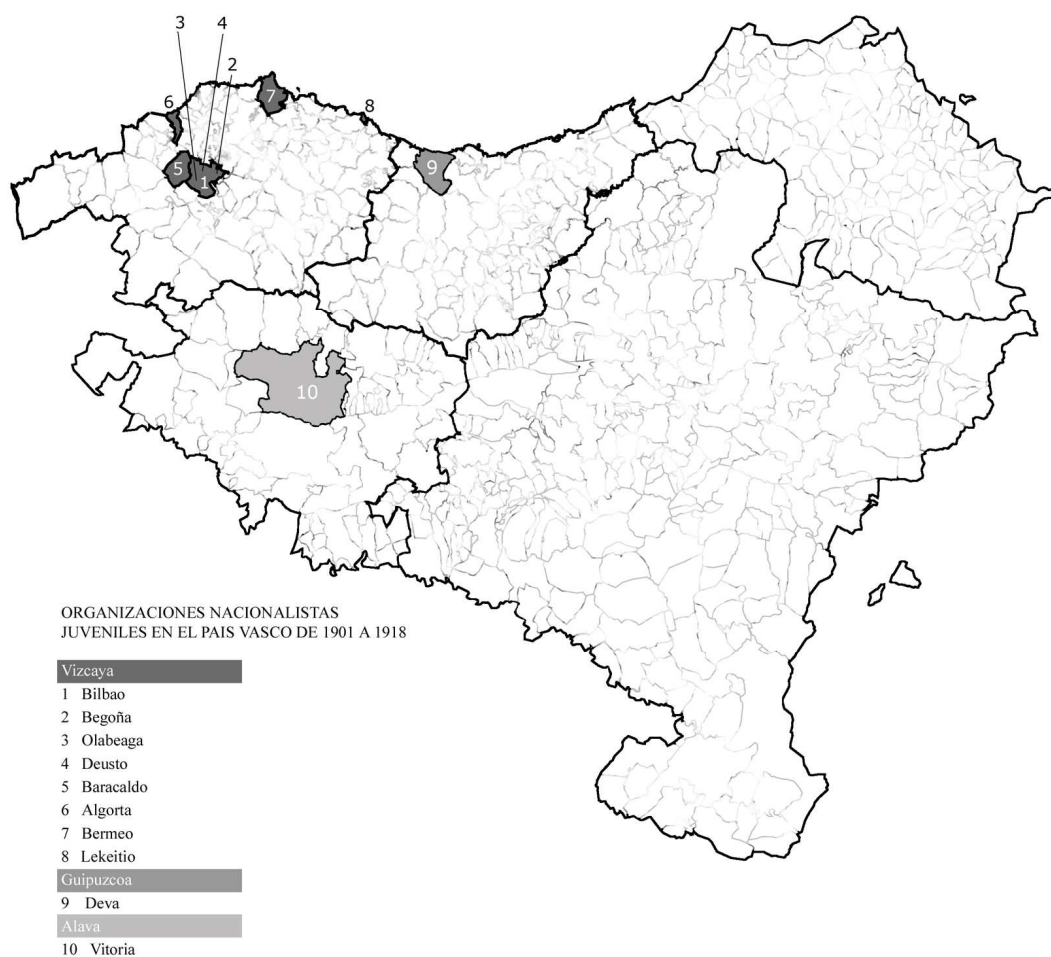 3
4
2
6
7
8
5
1
9
10
ORGANIZACIONES NACIONALISTAS
JUVENILES EN EL PAIS VASCO DE 1901 A 1918
Vizcaya
1 Bilbao
2 Begoña
3 Olabeaga
4 Deusto
5 Baracaldo
6 Algorta
7 Bermeo
8 Lekeitio
Guipuzcoa
9 Deva
Alava
10 Vitoria